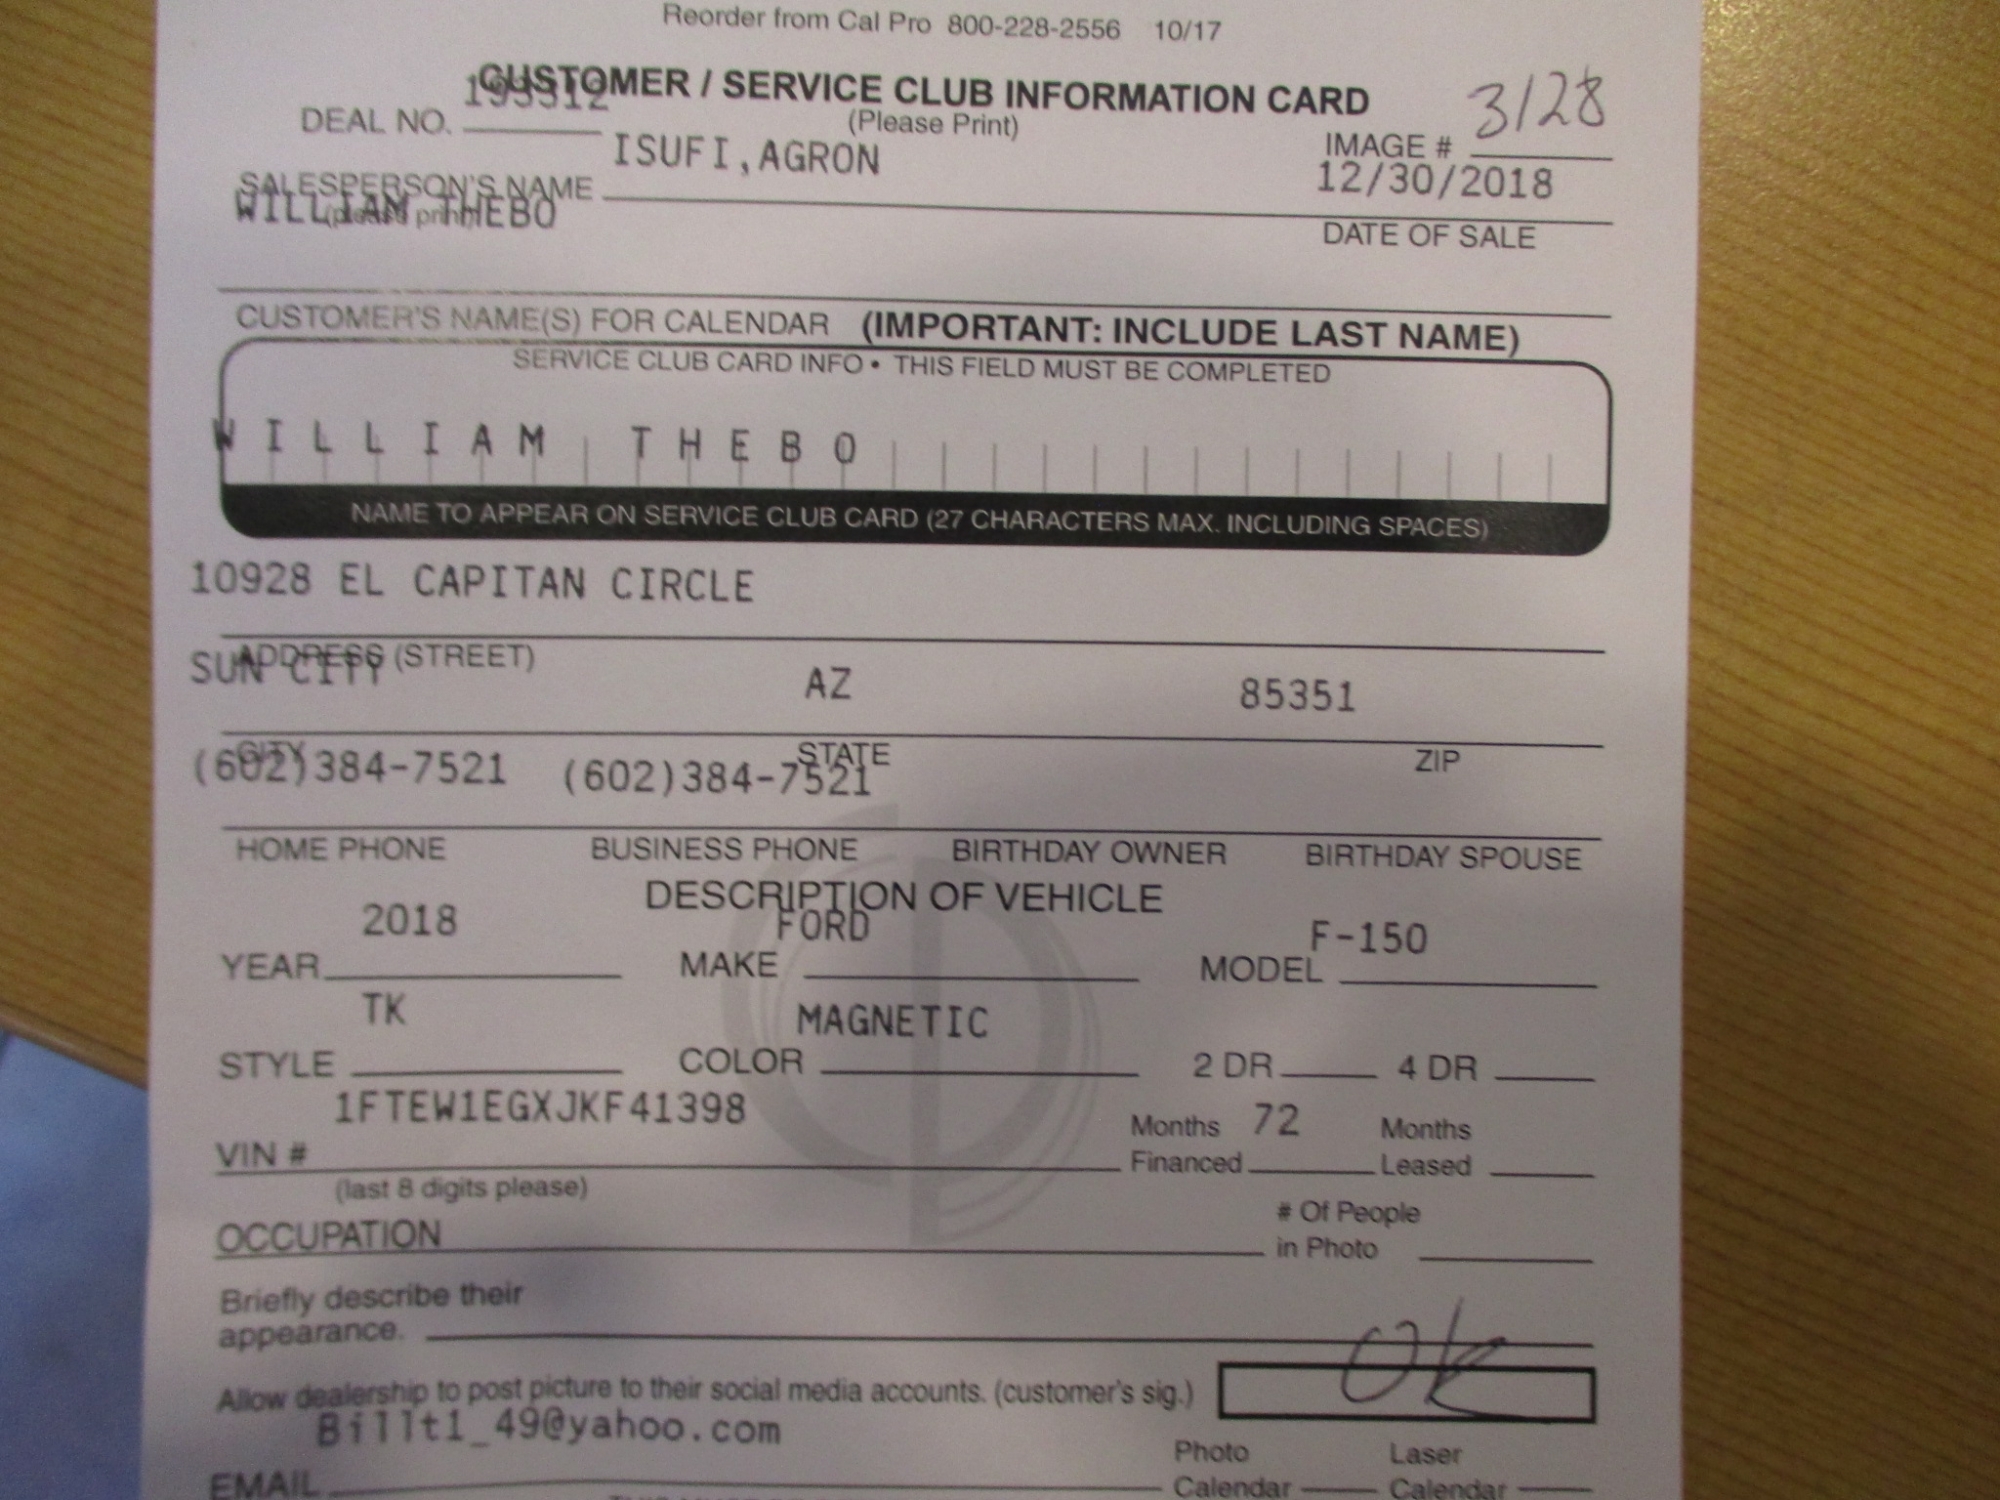 Reorder from Cal Pro 800-228-2556 10/17
CUSTOMER / SERVICE CLUB INFORMATION CARD
(Please Print)
DEAL NO. 193312
IMAGE # 3128
ISUFI,AGRON
12/30/2018
SALESPERSON'S NAME
(please print)
WILLIAM THEBO
DATE OF SALE
CUSTOMER'S NAME(S) FOR CALENDAR (IMPORTANT: INCLUDE LAST NAME)
SERVICE CLUB CARD INFO • THIS FIELD MUST BE COMPLETED
WILLIAM THEBO
NAME TO APPEAR ON SERVICE CLUB CARD (27 CHARACTERS MAX. INCLUDING SPACES)
10928 EL CAPITAN CIRCLE
ADDRESS (STREET)
SUN CITY AZ 85351
CITY STATE ZIP
(602)384-7521 (602)384-7521
HOME PHONE BUSINESS PHONE BIRTHDAY OWNER BIRTHDAY SPOUSE
DESCRIPTION OF VEHICLE
2018 FORD F-150
YEAR MAKE MODEL
TK MAGNETIC
STYLE COLOR 2 DR 4 DR
1FTEW1EGXJKF41398
VIN # Months Financed 72 Months Leased
(last 8 digits please)
OCCUPATION # Of People in Photo
Briefly describe their
appearance.
Allow dealership to post picture to their social media accounts. (customer's sig.) Ok
Billt1_49@yahoo.com
EMAIL Photo Calendar Laser Calendar